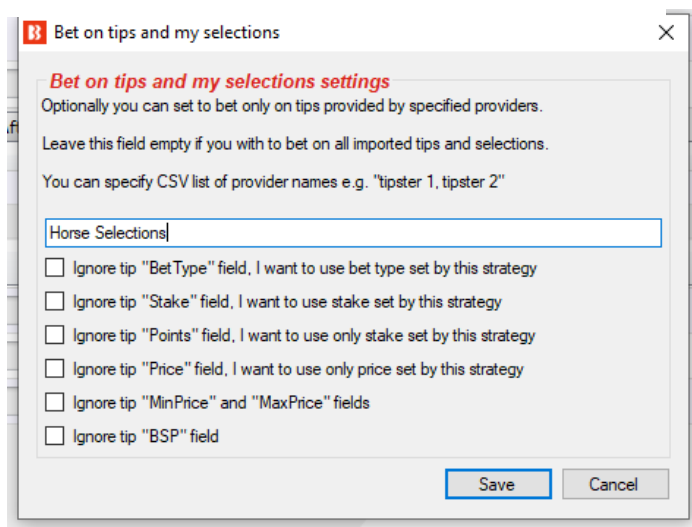 Bet on tips and my selections
Bet on tips and my selections settings
Optionally you can set to bet only on tips provided by specified providers.
Leave this field empty if you with to bet on all imported tips and selections.
You can specify CSV list of provider names e.g. "tipster 1, tipster 2"
Horse Selections
Ignore tip "BetType" field, I want to use bet type set by this strategy
Ignore tip "Stake" field, I want to use stake set by this strategy
Ignore tip "Points" field, I want to use only stake set by this strategy
Ignore tip "Price" field, I want to use only price set by this strategy
Ignore tip "MinPrice" and "MaxPrice" fields
Ignore tip "BSP" field
Save Cancel